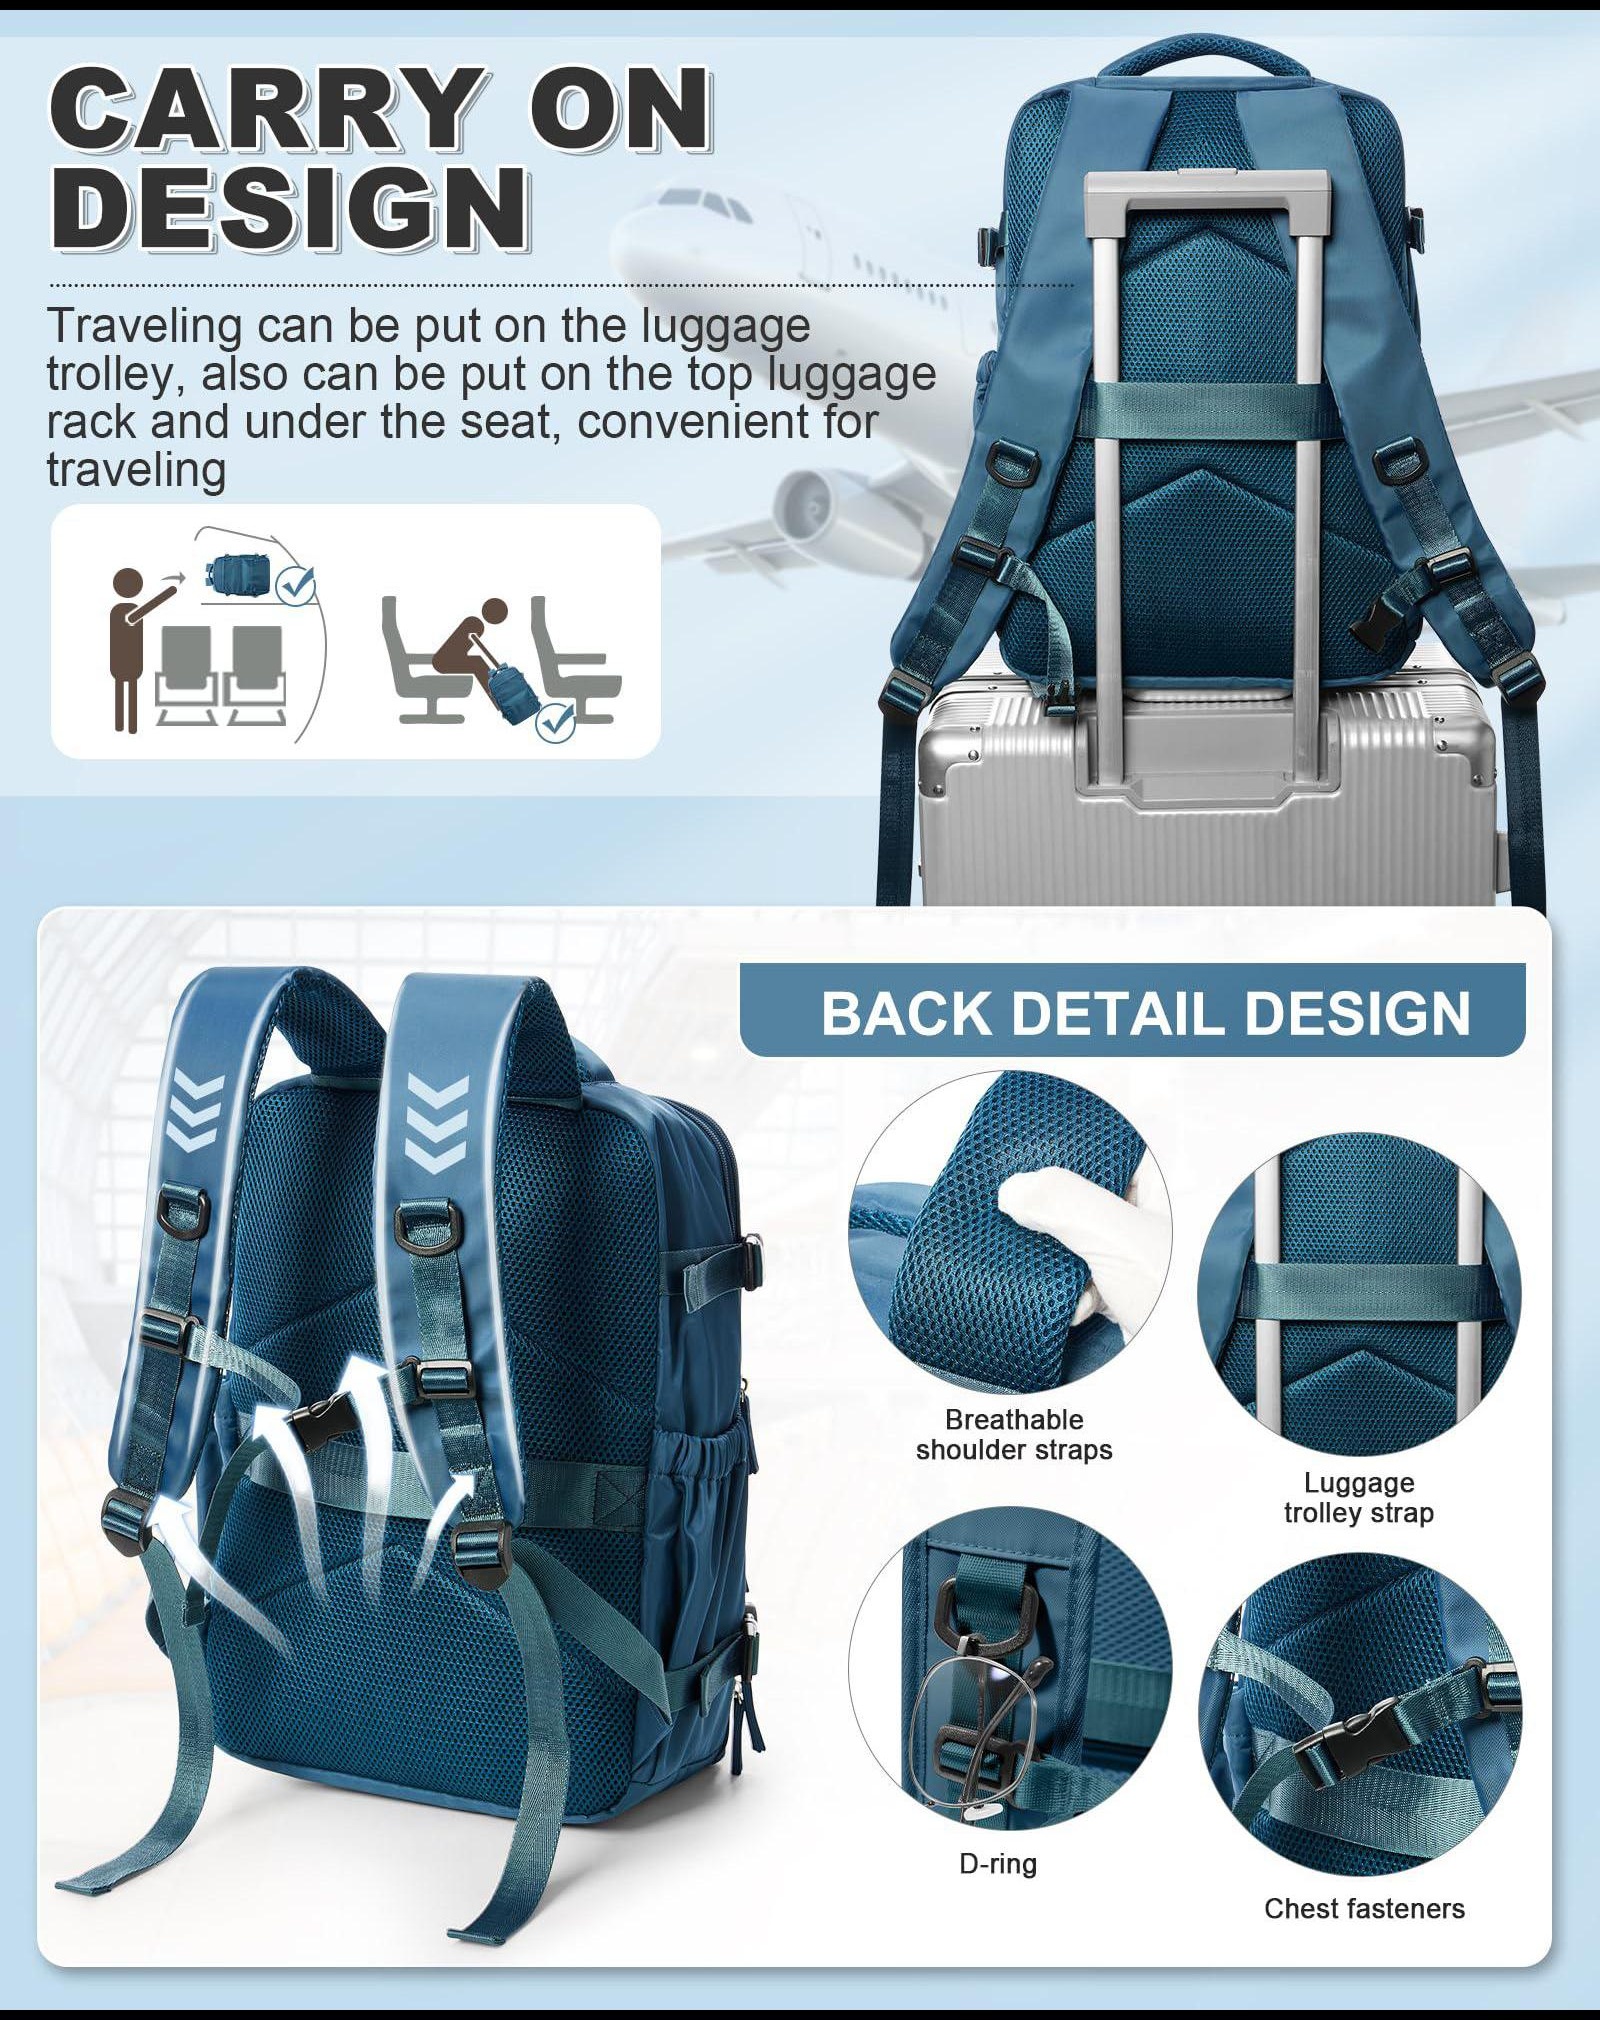 CARRY ON
DESIGN
Traveling can be put on the luggage
trolley, also can be put on the top luggage
rack and under the seat, convenient for
traveling
BACK DETAIL DESIGN
Breathable
shoulder straps
Luggage
trolley strap
D-ring
Chest fasteners